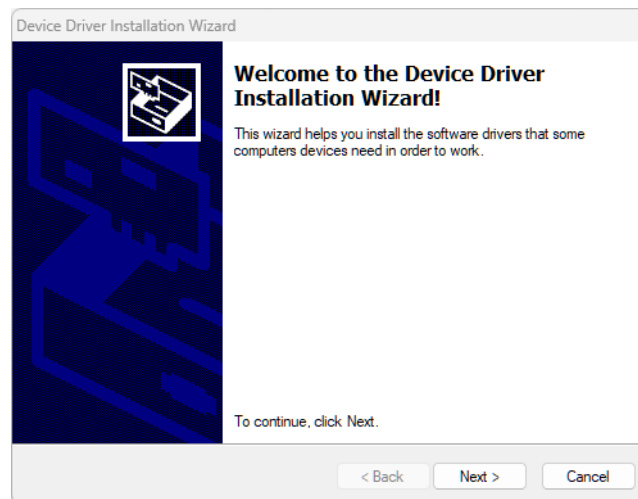 Device Driver Installation Wizard
Welcome to the Device Driver
Installation Wizard!
This wizard helps you install the software drivers that some
computers devices need in order to work.
To continue, click Next.
< Back
Next >
Cancel